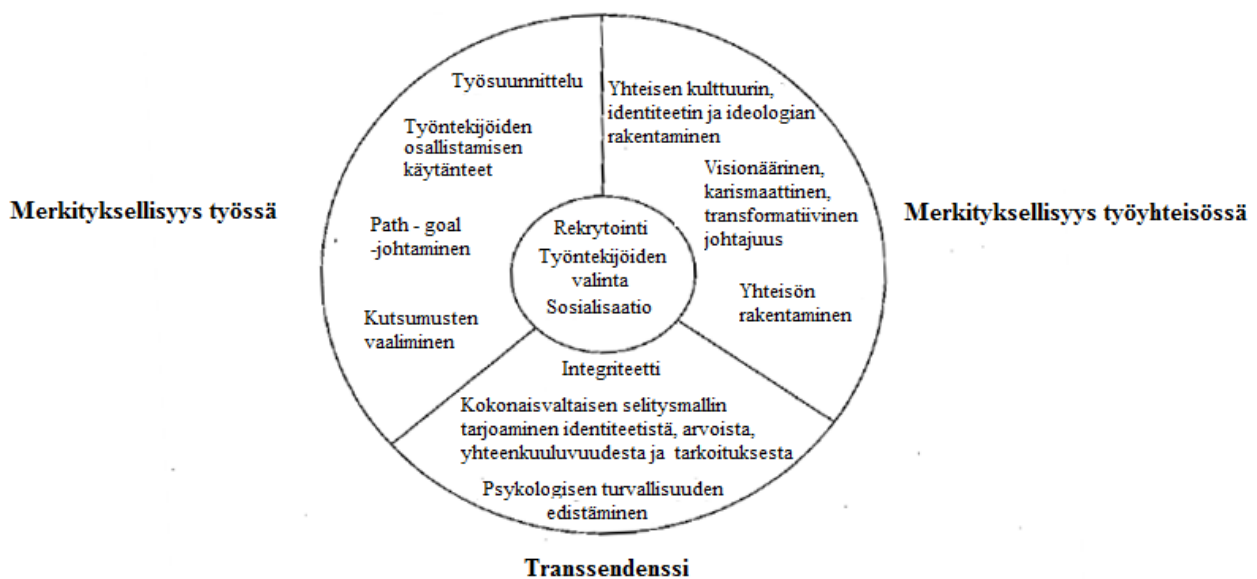 Merkityksellisyys työssä
Työsuunnittelu
Työntekijöiden
osallistamisen
käytänteet
Path - goal
-johtaminen
Kutsumusten
vaaliminen
Yhteisen kulttuurin,
identiteetin ja ideologian
rakentaminen
Visionäärinen,
karismaattinen,
transformatiivinen
johtajuus
Yhteisön
rakentaminen
Merkityksellisyys työyhteisössä
Rekrytointi
Työntekijöiden
valinta
Sosialisaatio
Integriteetti
Kokonaisvaltaisen selitysmallin
tarjoaminen identiteetistä, arvoista,
yhteenkuuluvuudesta ja tarkoituksesta
Psykologisen turvallisuuden
edistäminen
Transsendenssi